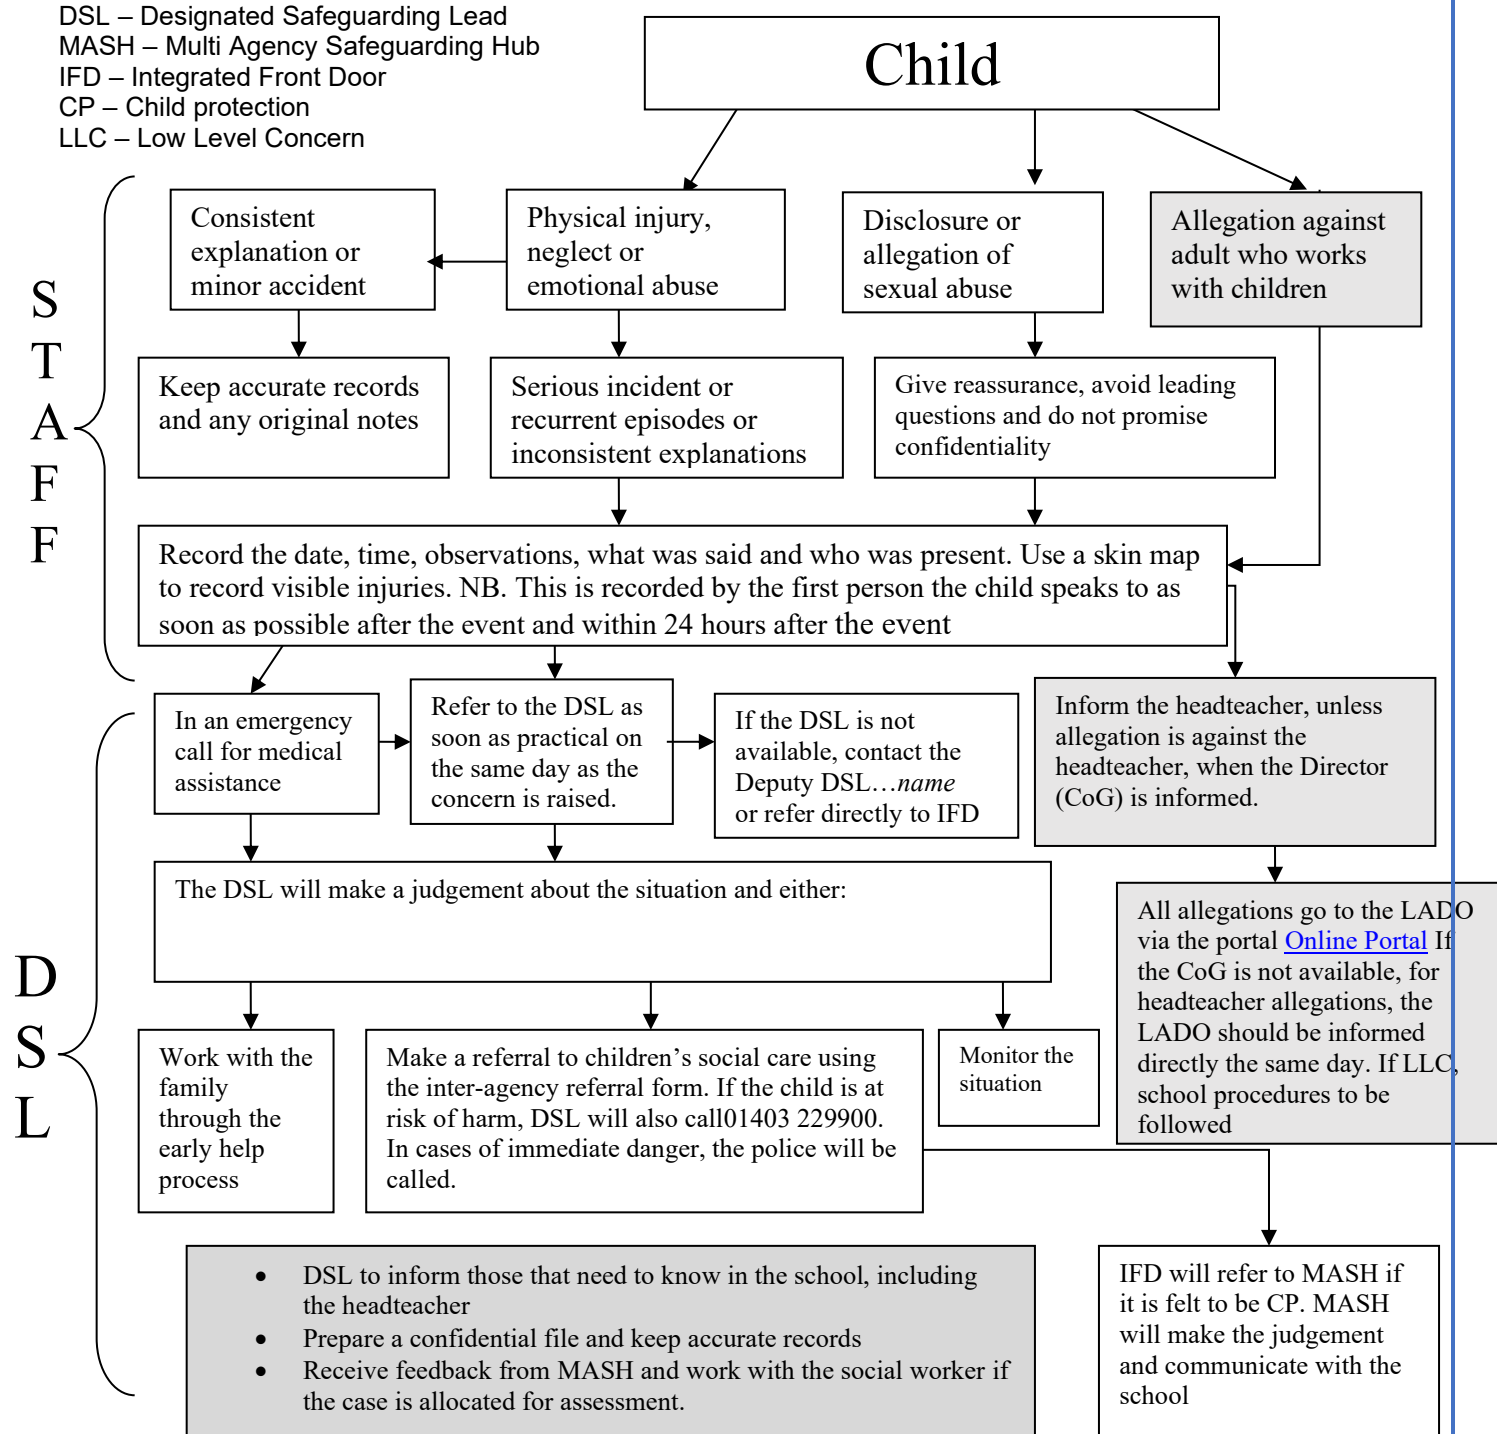 DSL – Designated Safeguarding Lead
MASH – Multi Agency Safeguarding Hub
IFD – Integrated Front Door
CP – Child protection
LLC – Low Level Concern
Child
S
T
A
F
F
Consistent
explanation or
minor accident
Physical injury,
neglect or
emotional abuse
Disclosure or
allegation of
sexual abuse
Allegation against
adult who works
with children
Keep accurate records
and any original notes
Serious incident or
recurrent episodes or
inconsistent explanations
Give reassurance, avoid leading
questions and do not promise
confidentiality
Record the date, time, observations, what was said and who was present. Use a skin map
to record visible injuries. NB. This is recorded by the first person the child speaks to as
soon as possible after the event and within 24 hours after the event
D
S
L
In an emergency
call for medical
assistance
Refer to the DSL as
soon as practical on
the same day as the
concern is raised.
If the DSL is not
available, contact the
Deputy DSL…name
or refer directly to IFD
Inform the headteacher, unless
allegation is against the
headteacher, when the Director
(CoG) is informed.
The DSL will make a judgement about the situation and either:
All allegations go to the LADO
via the portal Online Portal If
the CoG is not available, for
headteacher allegations, the
LADO should be informed
directly the same day. If LLC,
school procedures to be
followed
Work with the
family
through the
early help
process
Make a referral to children’s social care using
the inter-agency referral form. If the child is at
risk of harm, DSL will also call01403 229900.
In cases of immediate danger, the police will be
called.
Monitor the
situation
• DSL to inform those that need to know in the school, including
the headteacher
• Prepare a confidential file and keep accurate records
• Receive feedback from MASH and work with the social worker if
the case is allocated for assessment.
IFD will refer to MASH if
it is felt to be CP. MASH
will make the judgement
and communicate with the
school